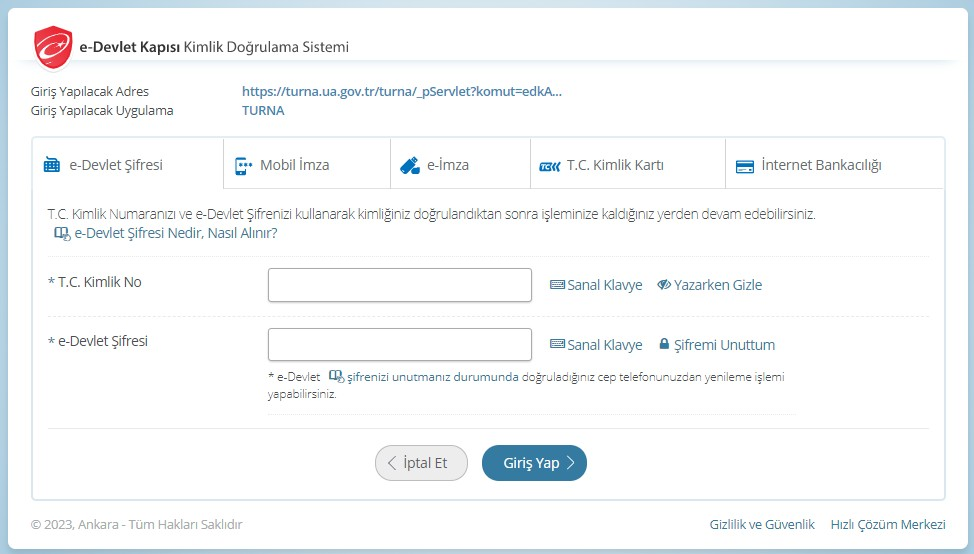 e-Devlet Kapısı Kimlik Doğrulama Sistemi
Giriş Yapılacak Adres https://turna.ua.gov.tr/turna/_pServlet?komut=edkA...
Giriş Yapılacak Uygulama TURNA
e-Devlet Şifresi Mobil İmza e-İmza T.C. Kimlik Kartı İnternet Bankacılığı
T.C. Kimlik Numaranızı ve e-Devlet Şifrenizi kullanarak kimliğiniz doğrulandıktan sonra işleminize kaldığınız yerden devam edebilirsiniz.
e-Devlet Şifresi Nedir, Nasıl Alınır?
* T.C. Kimlik No Sanal Klavye Yazarken Gizle
* e-Devlet Şifresi Sanal Klavye Şifremi Unuttum
* e-Devlet şifrenizi unutmanız durumunda doğruladığınız cep telefonunuzdan yenileme işlemi
yapabilirsiniz.
İptal Et Giriş Yap
© 2023, Ankara - Tüm Hakları Saklıdır Gizlilik ve Güvenlik Hızlı Çözüm Merkezi